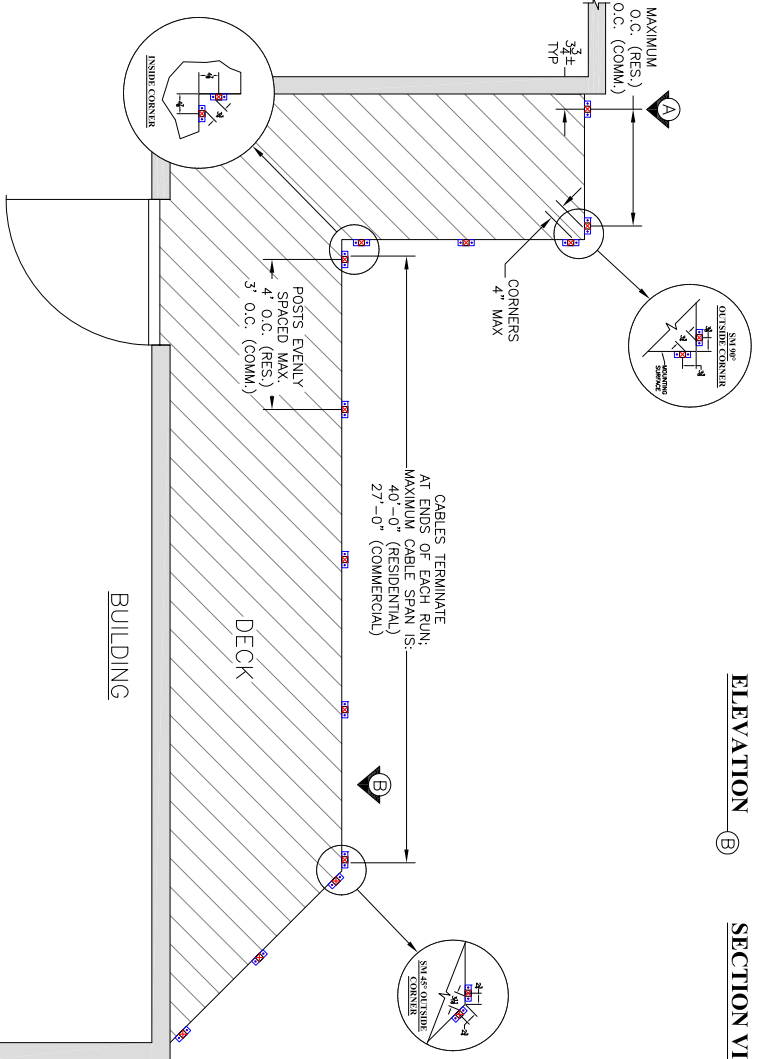 MAXIMUM
O.C. (RES.)
O.C. (COMM.)
A
3 3/4 ±
TYP
INSIDE CORNER
CORNERS
4" MAX
SM 90°
OUTSIDE CORNER
MOUNTING
SURFACE
POSTS EVENLY
SPACED MAX.
4' O.C. (RES.)
3' O.C. (COMM.)
CABLES TERMINATE
AT ENDS OF EACH RUN;
MAXIMUM CABLE SPAN IS:
40'-0" (RESIDENTIAL)
27'-0" (COMMERCIAL)
ELEVATION B
SECTION VI
DECK
BUILDING
B
SM 45° OUTSIDE
CORNER